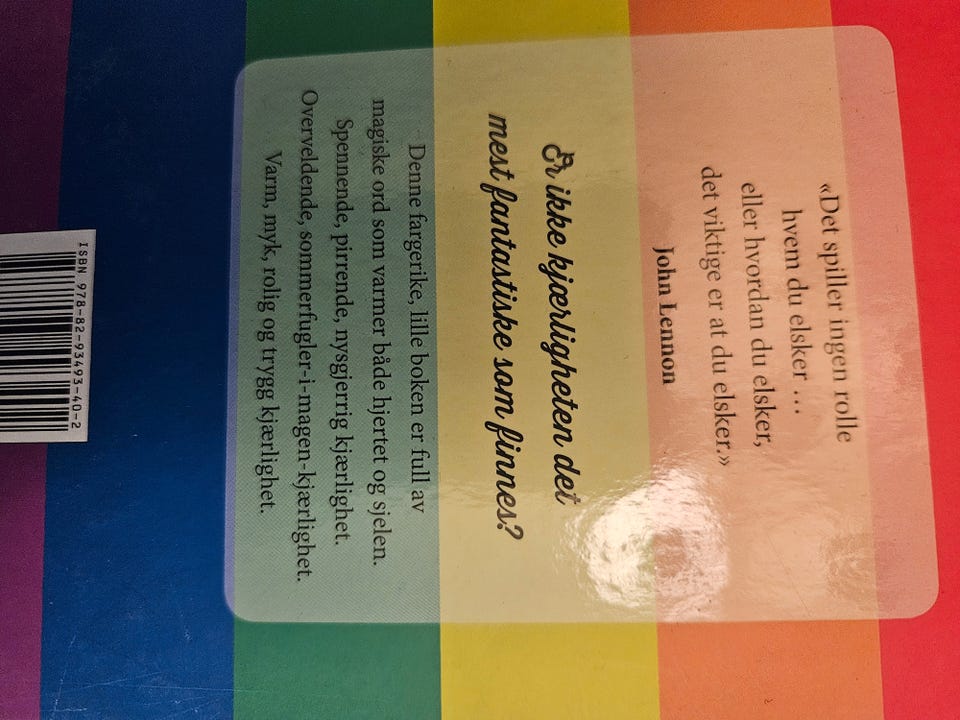 «Det spiller ingen rolle
hvem du elsker ...
eller hvordan du elsker,
det viktige er at du elsker.»
John Lennon
Er ikke kjærligheten det
mest fantastiske som finnes?
Denne fargerike, lille boken er full av
magiske ord som varmer både hjertet og sjelen.
Spennende, pirrende, nysgjerrig kjærlighet.
Overveldende, sommerfugler-i-magen-kjærlighet.
Varm, myk, rolig og trygg kjærlighet.
ISBN 978-82-93493-40-2